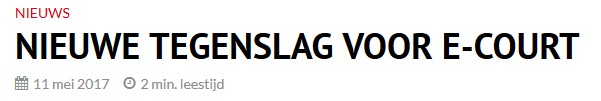 NIEUWS
NIEUWE TEGENSLAG VOOR E-COURT
11 mei 2017 2 min. leestijd